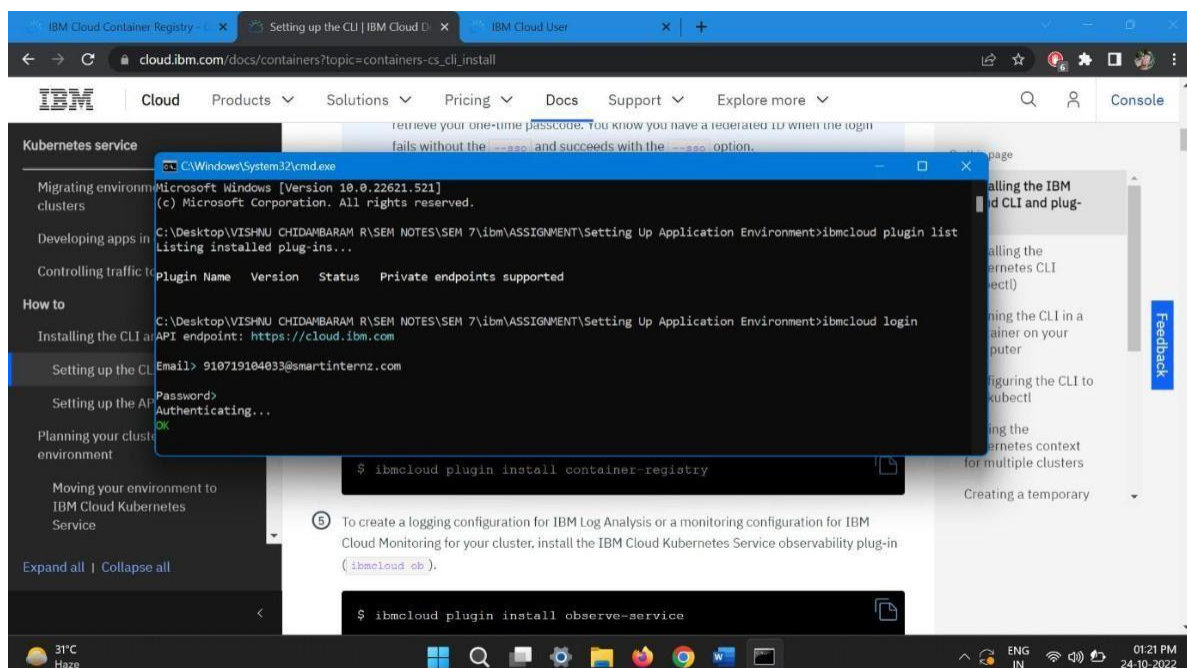 IBM Cloud Container Registry -
Setting up the CLI | IBM Cloud D
IBM Cloud User
cloud.ibm.com/docs/containers?topic=containers-cs_cli_install
IBM Cloud Products Solutions Pricing Docs Support Explore more Console
Kubernetes service
Migrating environm
clusters
Developing apps in
Controlling traffic to
How to
Installing the CLI an
Setting up the CL
Setting up the AP
Planning your cluste
environment
Moving your environment to
IBM Cloud Kubernetes
Service
Expand all | Collapse all
retrieve your one-time passcode. You know you have a federated ID when the login
fails without the --sso and succeeds with the --sso option.
C:\Windows\System32\cmd.exe
Microsoft Windows [Version 10.0.22621.521]
(c) Microsoft Corporation. All rights reserved.
C:\Desktop\VISHNU CHIDAMBARAM R\SEM NOTES\SEM 7\ibm\ASSIGNMENT\Setting Up Application Environment>ibmcloud plugin list
Listing installed plug-ins...
Plugin Name Version Status Private endpoints supported
C:\Desktop\VISHNU CHIDAMBARAM R\SEM NOTES\SEM 7\ibm\ASSIGNMENT\Setting Up Application Environment>ibmcloud login
API endpoint: https://cloud.ibm.com
Email> 910719104033@smartinternz.com
Password>
Authenticating...
OK
$ ibmcloud plugin install container-registry
5 To create a logging configuration for IBM Log Analysis or a monitoring configuration for IBM
Cloud Monitoring for your cluster, install the IBM Cloud Kubernetes Service observability plug-in
( ibmcloud ob ).
$ ibmcloud plugin install observe-service
page
alling the IBM
d CLI and plug-
alling the
ernetes CLI
ectl)
ning the CLI in a
ainer on your
puter
figuring the CLI to
kubectl
ing the
ernetes context
for multiple clusters
Creating a temporary
Feedback
31°C
Haze
ENG
IN
01:21 PM
24-10-2022